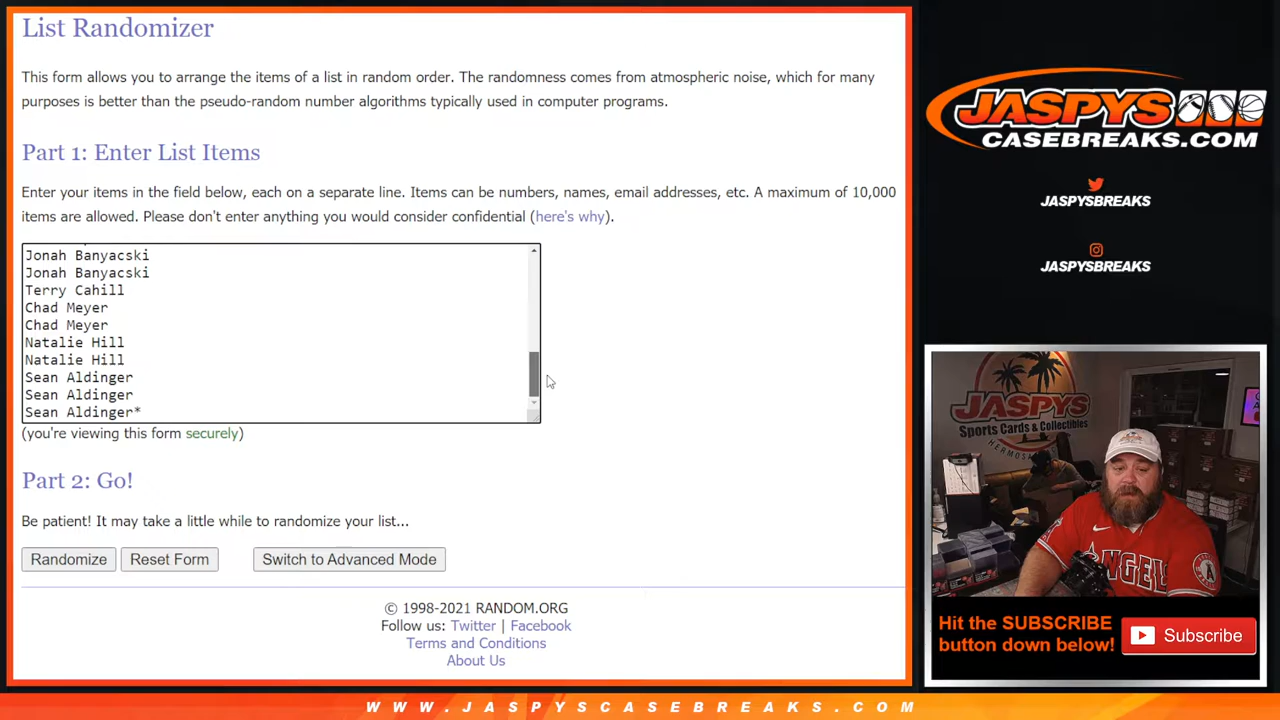 List Randomizer
This form allows you to arrange the items of a list in random order. The randomness comes from atmospheric noise, which for many
purposes is better than the pseudo-random number algorithms typically used in computer programs.
Part 1: Enter List Items
Enter your items in the field below, each on a separate line. Items can be numbers, names, email addresses, etc. A maximum of 10,000
items are allowed. Please don't enter anything you would consider confidential (here's why).
Jonah Banyacski
Jonah Banyacski
Terry Cahill
Chad Meyer
Chad Meyer
Natalie Hill
Natalie Hill
Sean Aldinger
Sean Aldinger
Sean Aldinger*
(you're viewing this form securely)
Part 2: Go!
Be patient! It may take a little while to randomize your list...
Randomize
Reset Form
Switch to Advanced Mode
© 1998-2021 RANDOM.ORG
Follow us: Twitter | Facebook
Terms and Conditions
About Us
JASPYS
CASEBREAKS.COM
JASPYSBREAKS
JASPYSBREAKS
JASPYS
Sports Cards & Collectibles
ANGELS
Hit the SUBSCRIBE
button down below!
Subscribe
WWW.JASPYSCASEBREAKS.COM